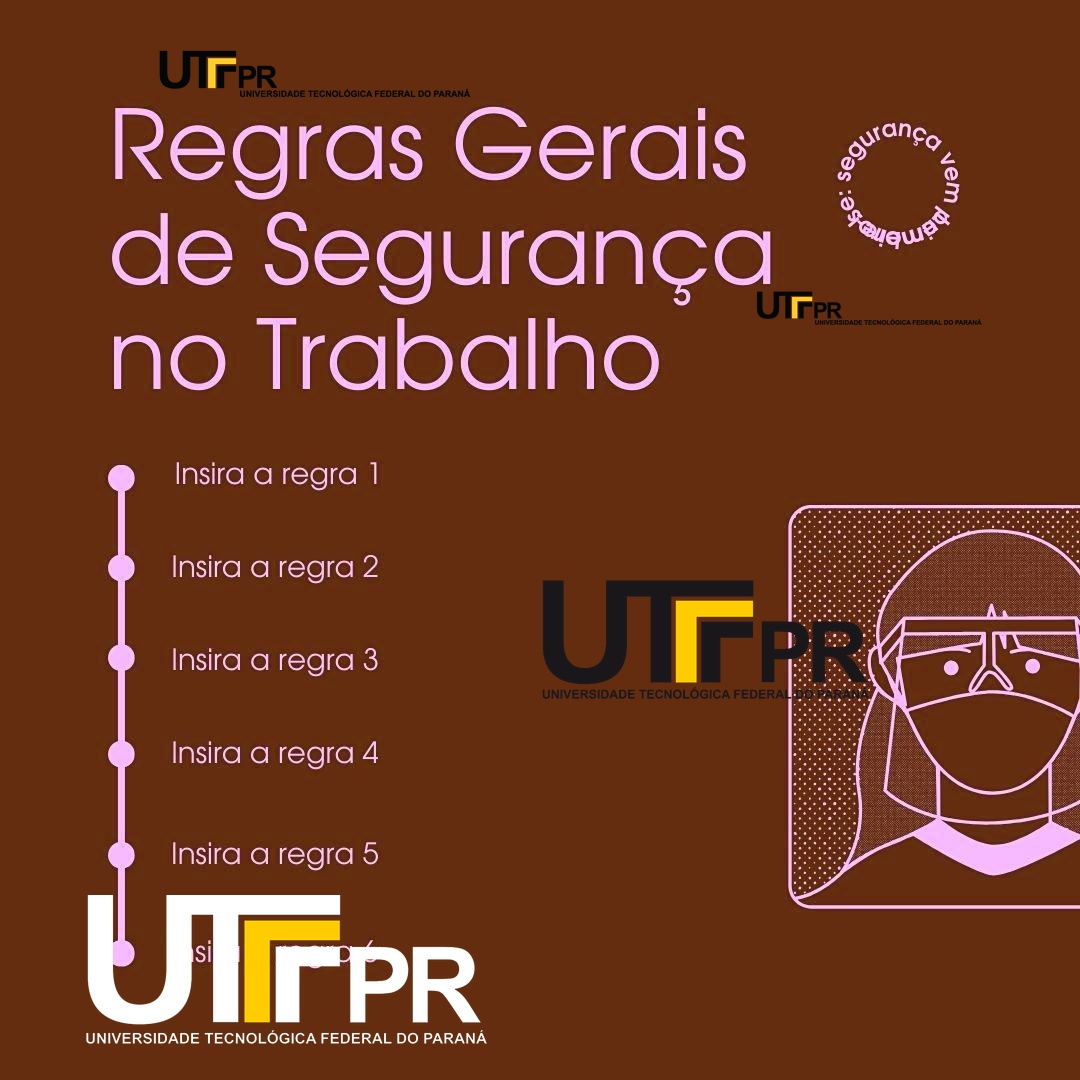 UTFPR
UNIVERSIDADE TECNOLÓGICA FEDERAL DO PARANÁ
Regras Gerais
de Segurança
no Trabalho
segurança vem
UTFPR
UNIVERSIDADE TECNOLÓGICA FEDERAL DO PARANÁ
Insira a regra 1
Insira a regra 2
Insira a regra 3
Insira a regra 4
Insira a regra 5
regra 6
UTFPR
UNIVERSIDADE TECNOLÓGICA FEDERAL DO PARANÁ
UTFPR
UNIVERSIDADE TECNOLÓGICA FEDERAL DO PARANÁ